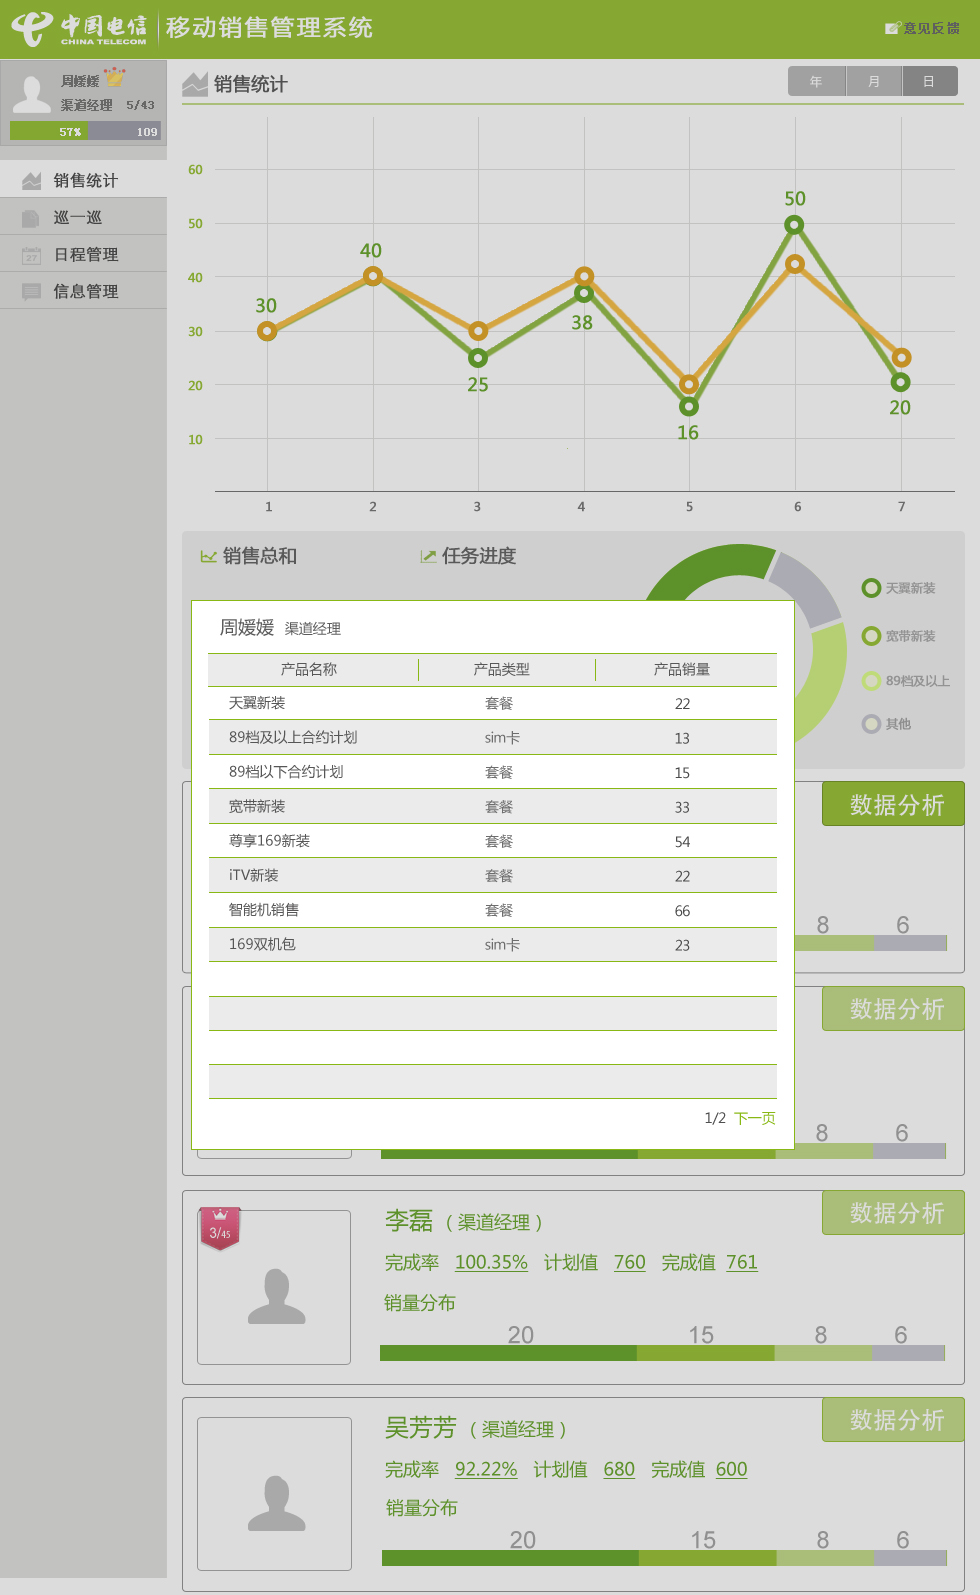 中国电信 移动销售管理系统
CHINA TELECOM
意见反馈
周媛媛
渠道经理 5/43
57% 109
销售统计
巡一巡
日程管理
27
信息管理
销售统计
年 月 日
60
50
40
30
20
10
30
40
25
38
16
50
20
1 2 3 4 5 6 7
销售总和
任务进度
天翼新装
宽带新装
89档及以上
其他
周媛媛 渠道经理
产品名称 产品类型 产品销量
天翼新装 套餐 22
89档及以上合约计划 sim卡 13
89档以下合约计划 套餐 15
宽带新装 套餐 33
尊享169新装 套餐 54
iTV新装 套餐 22
智能机销售 套餐 66
169双机包 sim卡 23
1/2 下一页
数据分析
8 6
数据分析
8 6
3/45
李磊（渠道经理）
数据分析
完成率 100.35% 计划值 760 完成值 761
销量分布
20 15 8 6
吴芳芳（渠道经理）
数据分析
完成率 92.22% 计划值 680 完成值 600
销量分布
20 15 8 6